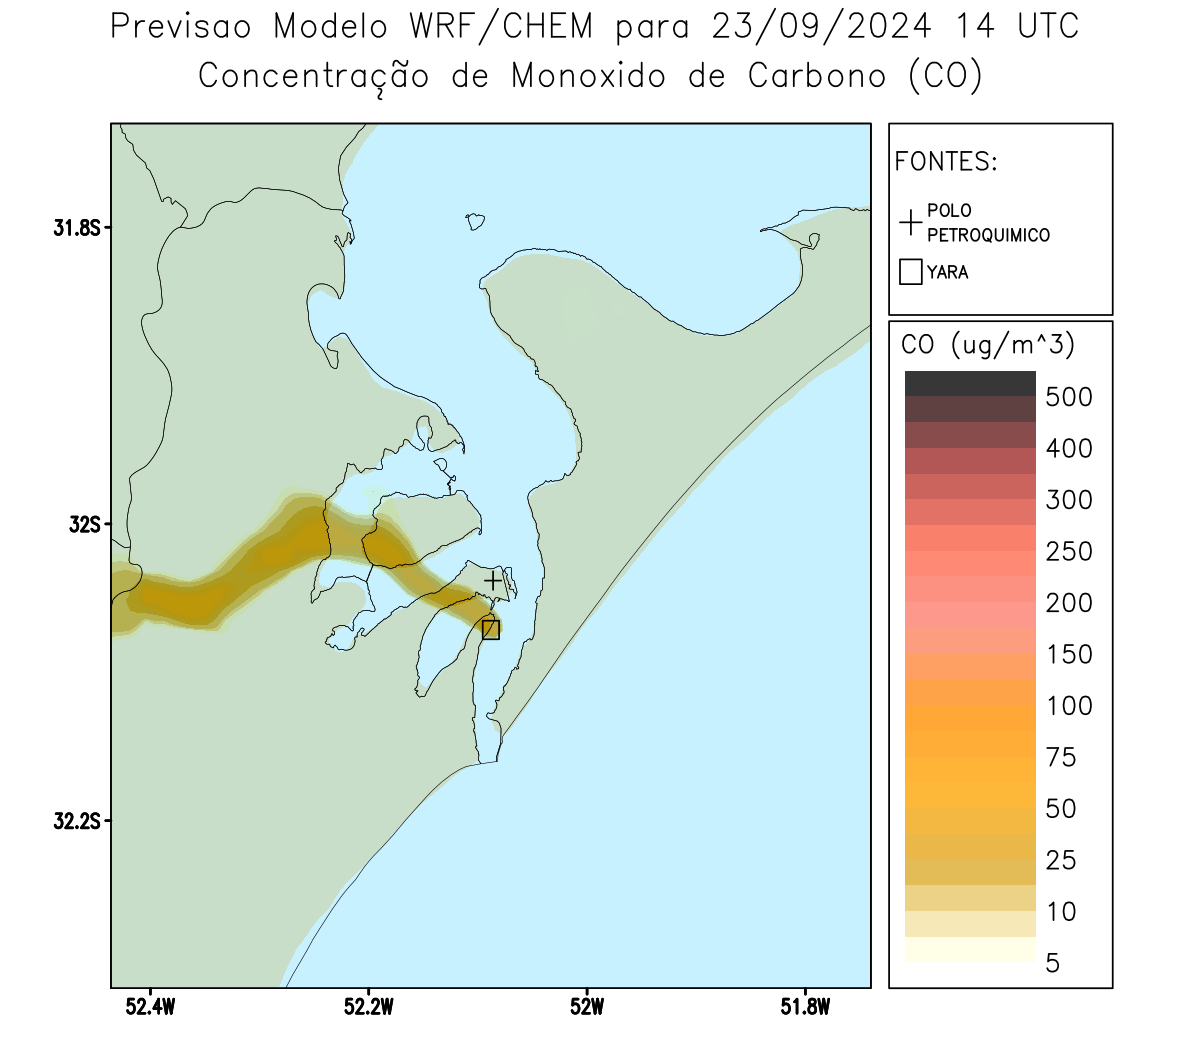 Previsao Modelo WRF/CHEM para 23/09/2024 14 UTC
Concentração de Monoxido de Carbono (CO)
FONTES:
POLO
PETROQUIMICO
YARA
CO (ug/m^3)
500
400
300
250
200
150
100
75
50
25
10
5
31.8S
32S
32.2S
52.4W
52.2W
52W
51.8W